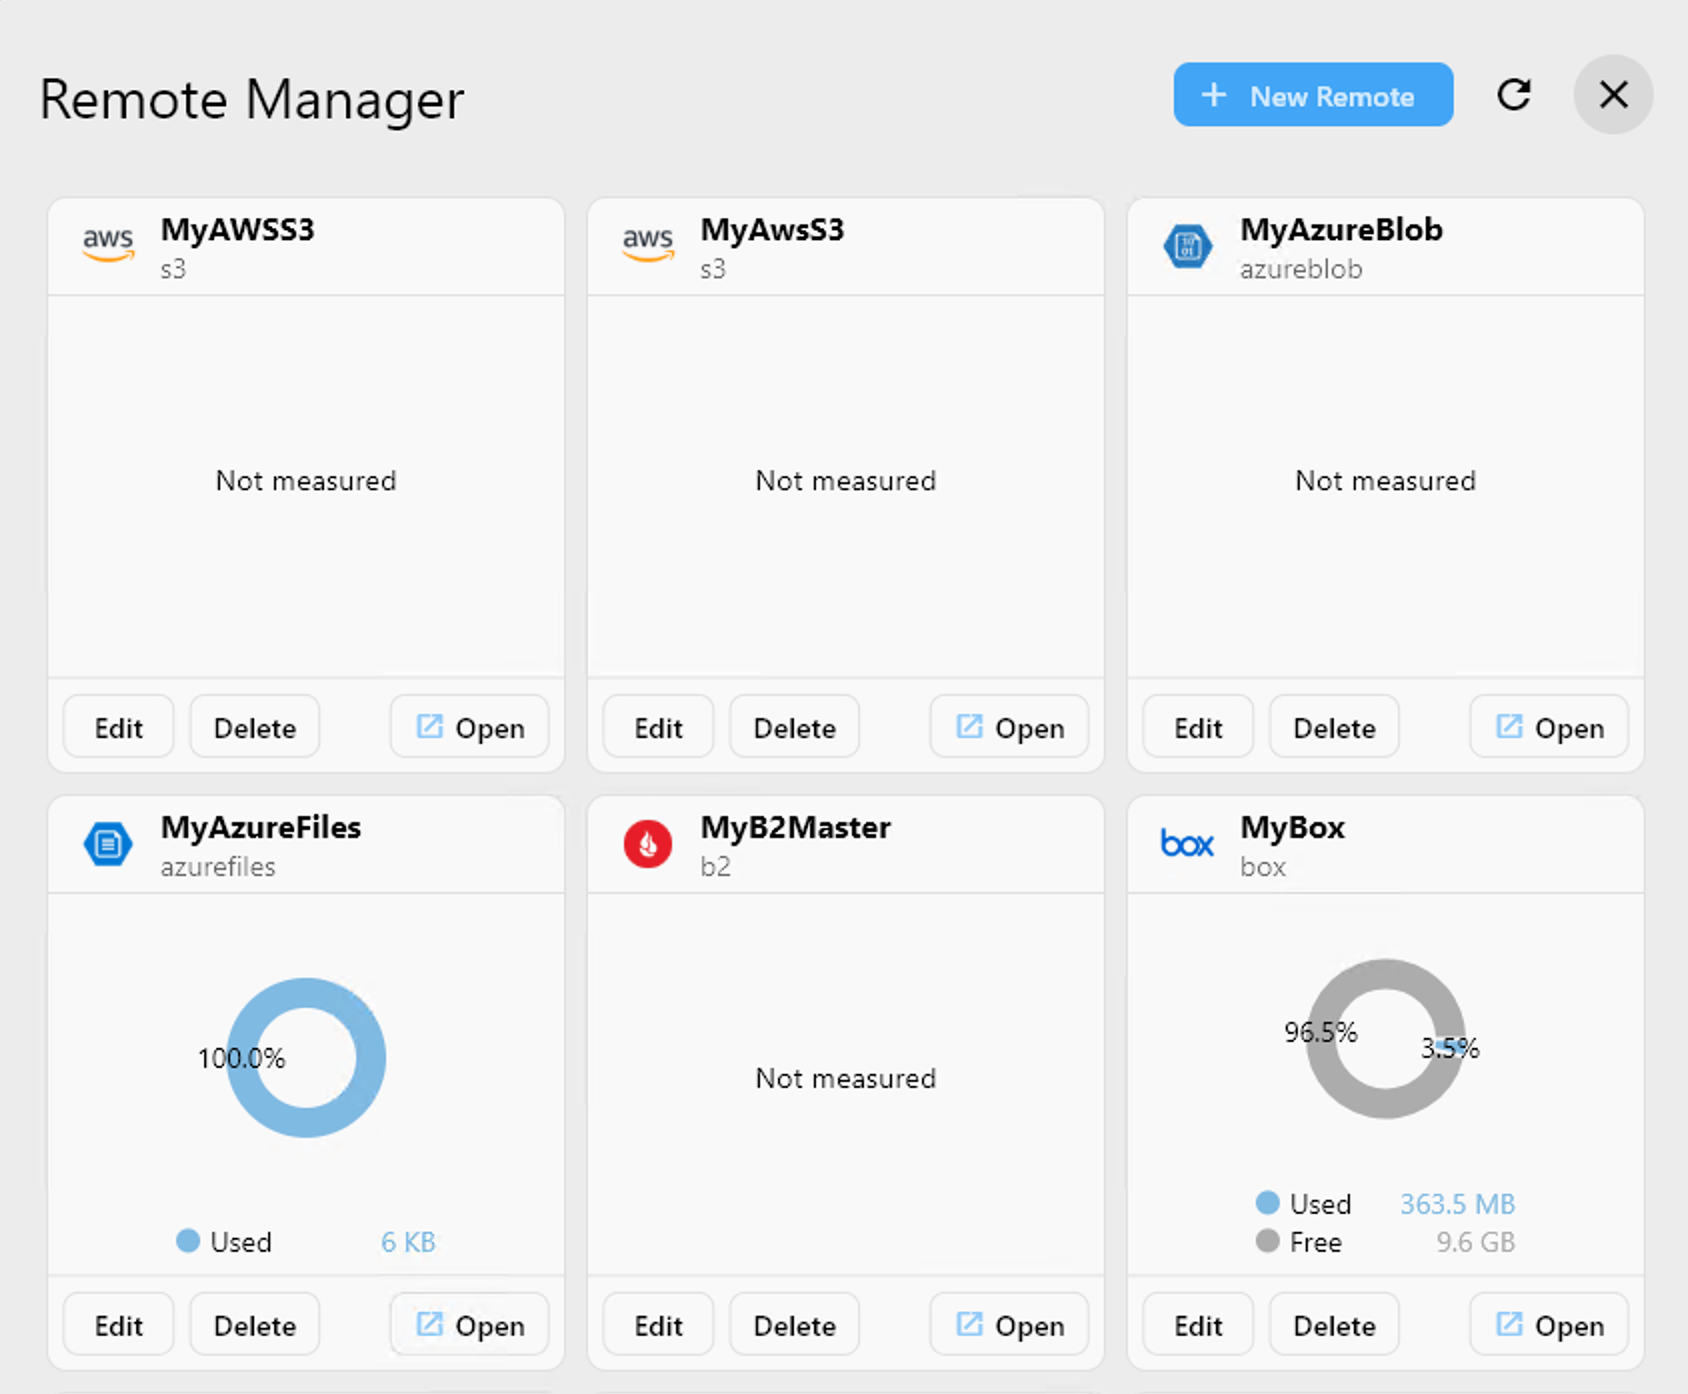 Remote Manager
+ New Remote
aws
MyAWSS3
s3
Not measured
Edit
Delete
Open
aws
MyAwsS3
s3
Not measured
Edit
Delete
Open
10
01
MyAzureBlob
azureblob
Not measured
Edit
Delete
Open
MyAzureFiles
azurefiles
100.0%
Used 6 KB
Edit
Delete
Open
MyB2Master
b2
Not measured
Edit
Delete
Open
box
MyBox
box
96.5%
3.5%
Used 363.5 MB
Free 9.6 GB
Edit
Delete
Open